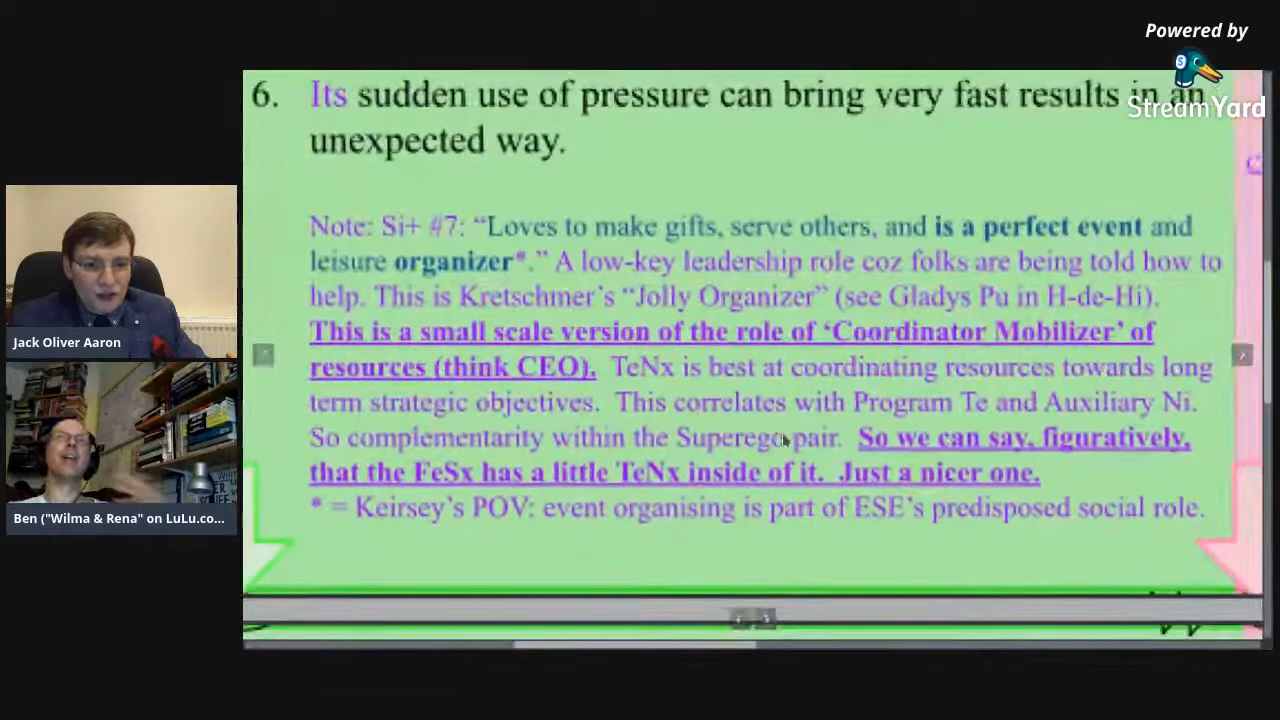 Powered by
StreamYard
6. Its sudden use of pressure can bring very fast results in an
unexpected way.
Note: Si+ #7: “Loves to make gifts, serve others, and is a perfect event and
leisure organizer*.” A low-key leadership role coz folks are being told how to
help. This is Kretschmer’s “Jolly Organizer” (see Gladys Pu in H-de-Hi).
This is a small scale version of the role of ‘Coordinator Mobilizer’ of
resources (think CEO). TeNx is best at coordinating resources towards long
term strategic objectives. This correlates with Program Te and Auxiliary Ni.
So complementarity within the Superego pair. So we can say, figuratively,
that the FeSx has a little TeNx inside of it. Just a nicer one.
* = Keirsey’s POV: event organising is part of ESE’s predisposed social role.
Jack Oliver Aaron
Ben ("Wilma & Rena" on LuLu.co...